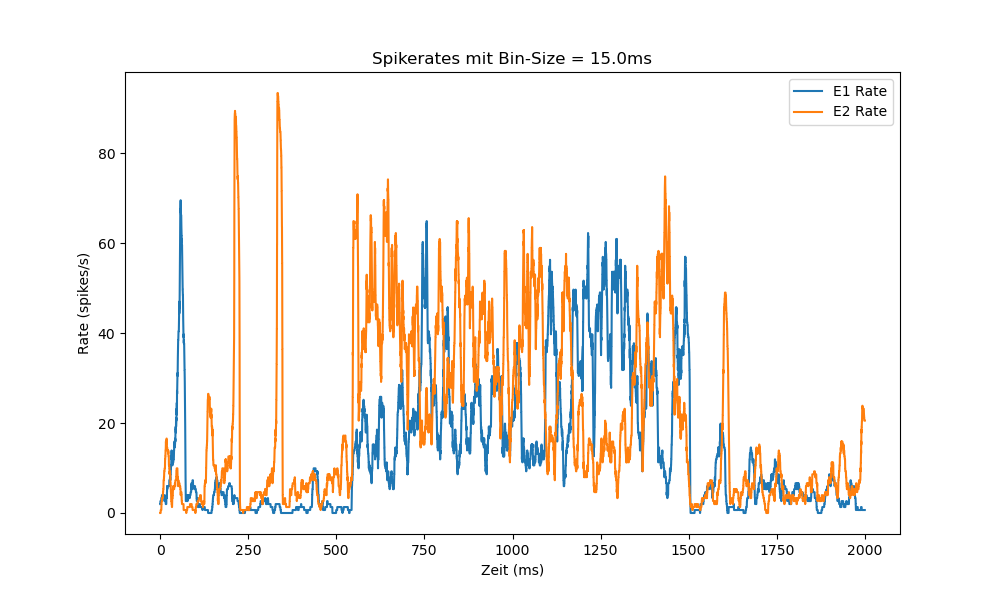 Spikerates mit Bin-Size = 15.0ms
E1 Rate
E2 Rate
Rate (spikes/s)
80
60
40
20
0
0 250 500 750 1000 1250 1500 1750 2000
Zeit (ms)